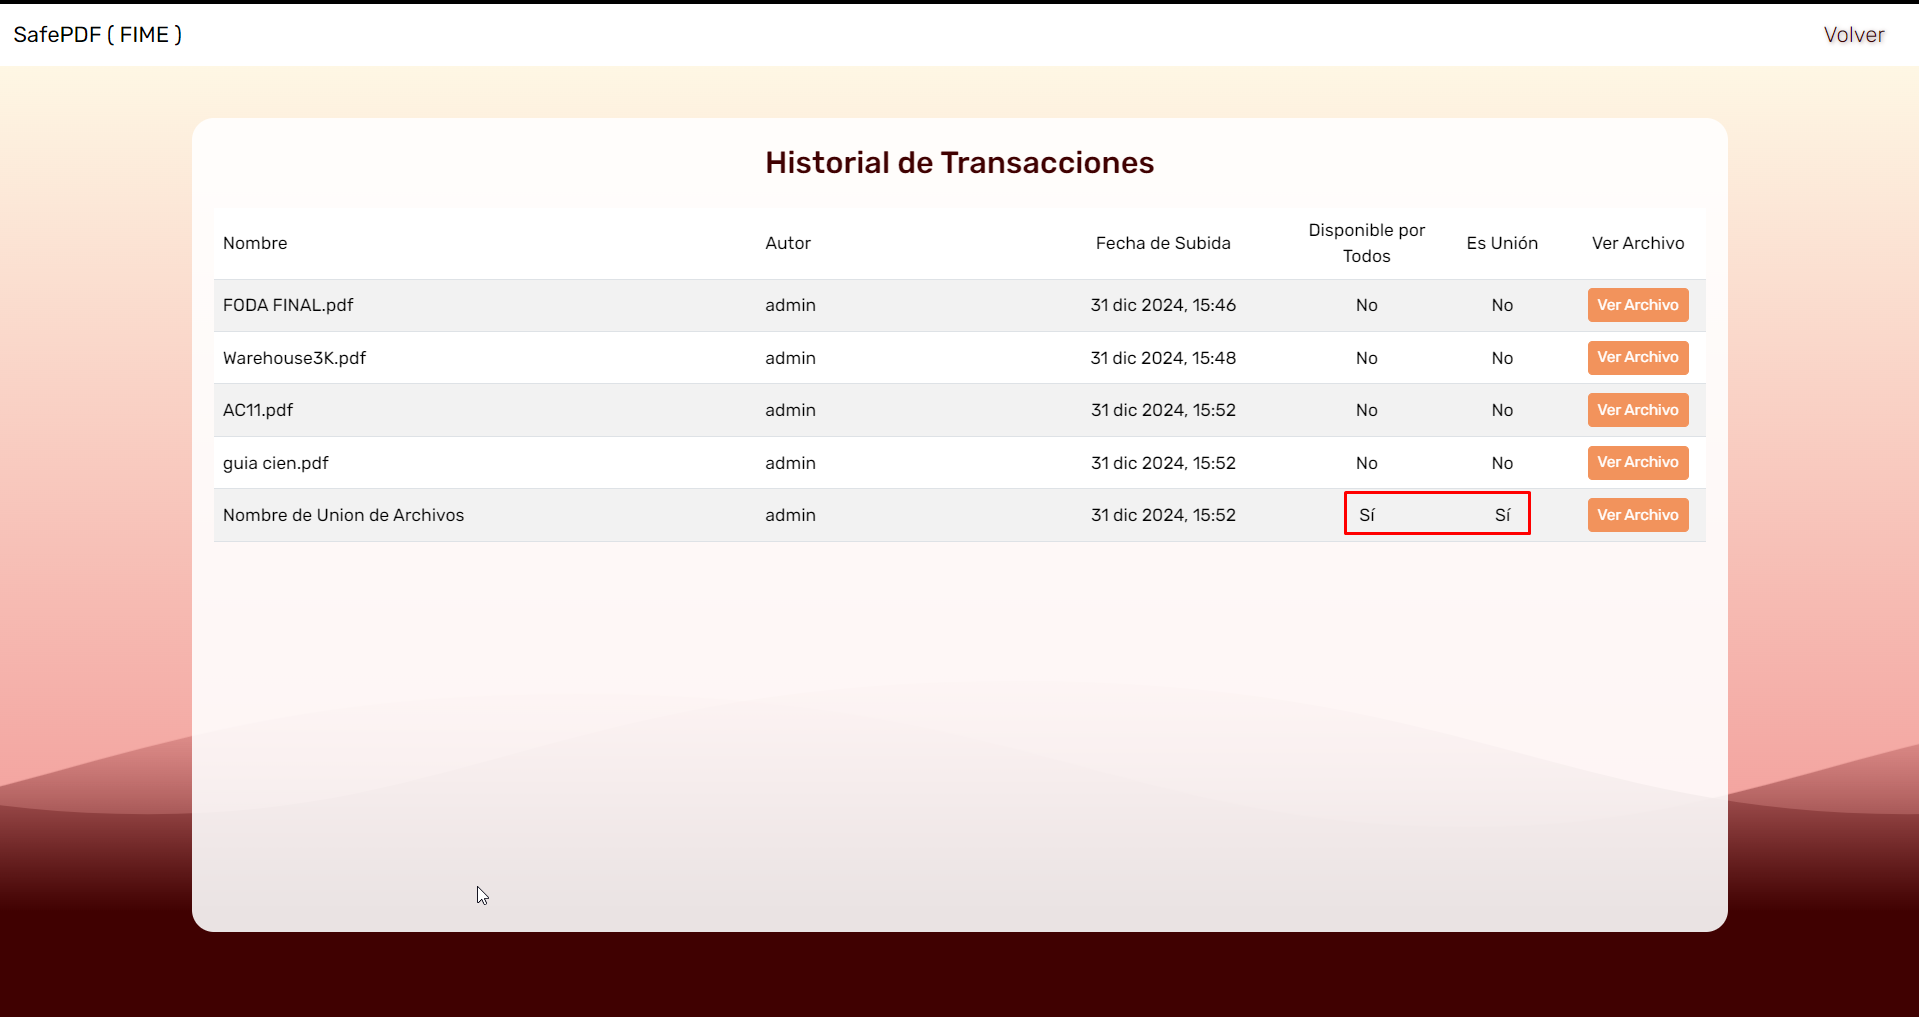 SafePDF ( FIME )
Volver
Historial de Transacciones
Nombre Autor Fecha de Subida Disponible por Todos Es Unión Ver Archivo
FODA FINAL.pdf admin 31 dic 2024, 15:46 No No Ver Archivo
Warehouse3K.pdf admin 31 dic 2024, 15:48 No No Ver Archivo
AC11.pdf admin 31 dic 2024, 15:52 No No Ver Archivo
guia cien.pdf admin 31 dic 2024, 15:52 No No Ver Archivo
Nombre de Union de Archivos admin 31 dic 2024, 15:52 Sí Sí Ver Archivo